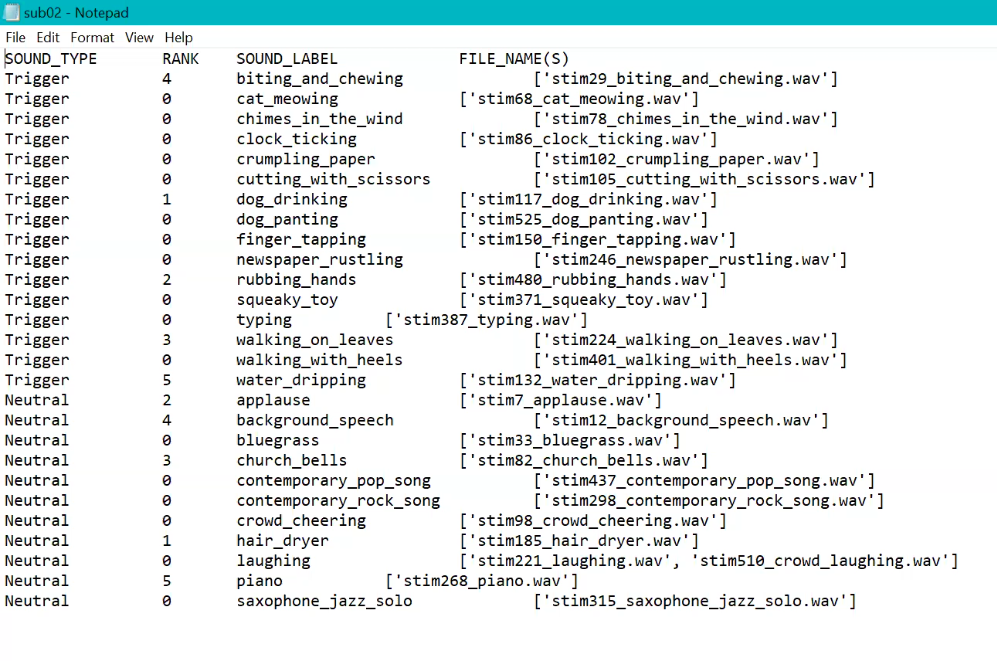 sub02 - Notepad
File Edit Format View Help
SOUND_TYPE RANK SOUND_LABEL FILE_NAME(S)
Trigger 4 biting_and_chewing ['stim29_biting_and_chewing.wav']
Trigger 0 cat_meowing ['stim68_cat_meowing.wav']
Trigger 0 chimes_in_the_wind ['stim78_chimes_in_the_wind.wav']
Trigger 0 clock_ticking ['stim86_clock_ticking.wav']
Trigger 0 crumpling_paper ['stim102_crumpling_paper.wav']
Trigger 0 cutting_with_scissors ['stim105_cutting_with_scissors.wav']
Trigger 1 dog_drinking ['stim117_dog_drinking.wav']
Trigger 0 dog_panting ['stim525_dog_panting.wav']
Trigger 0 finger_tapping ['stim150_finger_tapping.wav']
Trigger 0 newspaper_rustling ['stim246_newspaper_rustling.wav']
Trigger 2 rubbing_hands ['stim480_rubbing_hands.wav']
Trigger 0 squeaky_toy ['stim371_squeaky_toy.wav']
Trigger 0 typing ['stim387_typing.wav']
Trigger 3 walking_on_leaves ['stim224_walking_on_leaves.wav']
Trigger 0 walking_with_heels ['stim401_walking_with_heels.wav']
Trigger 5 water_dripping ['stim132_water_dripping.wav']
Neutral 2 applause ['stim7_applause.wav']
Neutral 4 background_speech ['stim12_background_speech.wav']
Neutral 0 bluegrass ['stim33_bluegrass.wav']
Neutral 3 church_bells ['stim82_church_bells.wav']
Neutral 0 contemporary_pop_song ['stim437_contemporary_pop_song.wav']
Neutral 0 contemporary_rock_song ['stim298_contemporary_rock_song.wav']
Neutral 0 crowd_cheering ['stim98_crowd_cheering.wav']
Neutral 1 hair_dryer ['stim185_hair_dryer.wav']
Neutral 0 laughing ['stim221_laughing.wav', 'stim510_crowd_laughing.wav']
Neutral 5 piano ['stim268_piano.wav']
Neutral 0 saxophone_jazz_solo ['stim315_saxophone_jazz_solo.wav']